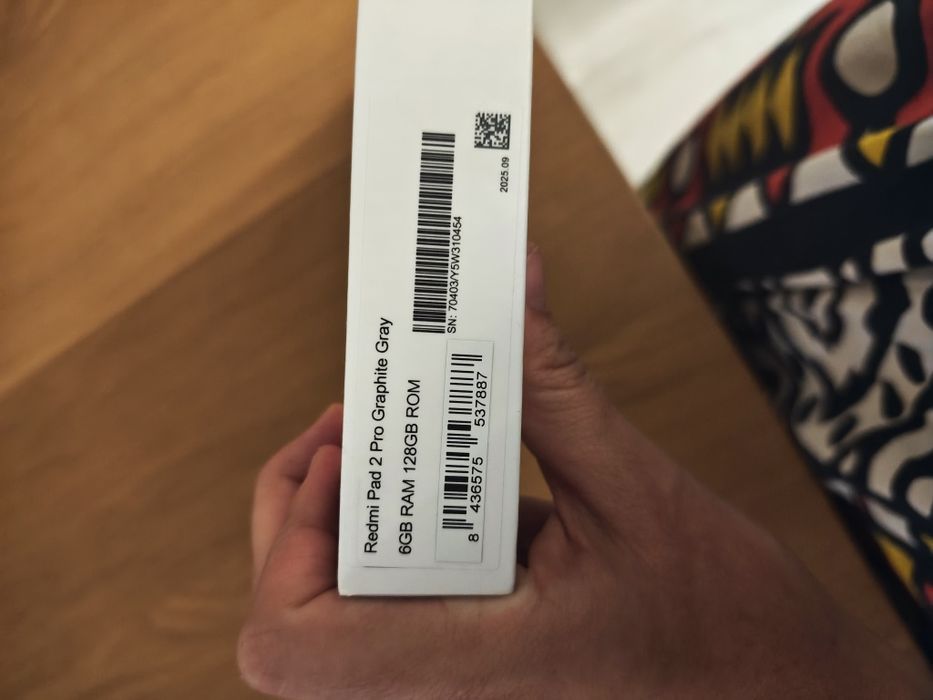 Redmi Pad 2 Pro Graphite Gray
6GB RAM 128GB ROM
SN: 70403/Y5W310454
2025.09
8 436575 537887